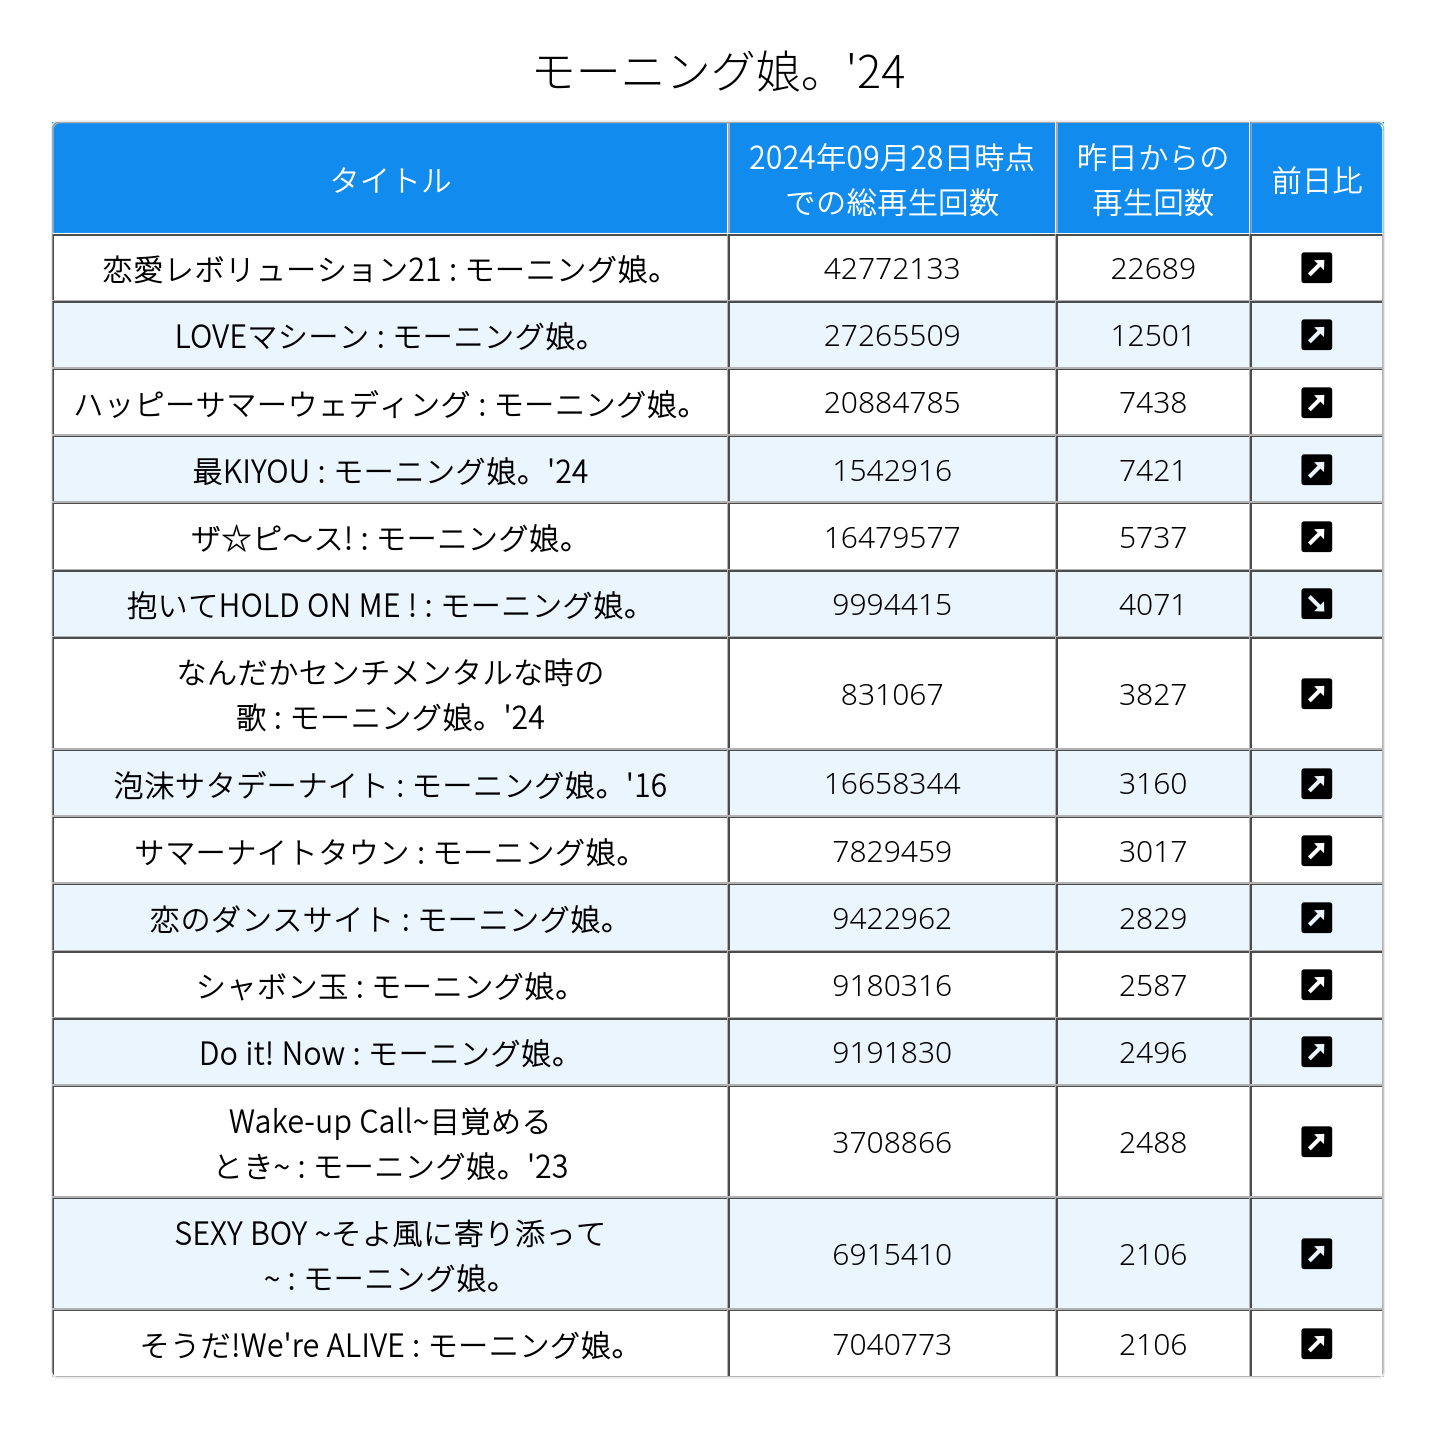 モーニング娘。'24
タイトル
2024年09月28日時点
での総再生回数
昨日からの
再生回数
前日比
恋愛レボリューション21 : モーニング娘。 42772133 22689
LOVEマシーン : モーニング娘。 27265509 12501
ハッピーサマーウェディング : モーニング娘。 20884785 7438
最KIYOU : モーニング娘。'24 1542916 7421
ザ☆ピ〜ス! : モーニング娘。 16479577 5737
抱いてHOLD ON ME ! : モーニング娘。 9994415 4071
なんだかセンチメンタルな時の
歌 : モーニング娘。'24 831067 3827
泡沫サタデーナイト : モーニング娘。'16 16658344 3160
サマーナイトタウン : モーニング娘。 7829459 3017
恋のダンスサイト : モーニング娘。 9422962 2829
シャボン玉 : モーニング娘。 9180316 2587
Do it! Now : モーニング娘。 9191830 2496
Wake-up Call~目覚める
とき~ : モーニング娘。'23 3708866 2488
SEXY BOY ~そよ風に寄り添って
~ : モーニング娘。 6915410 2106
そうだ!We're ALIVE : モーニング娘。 7040773 2106